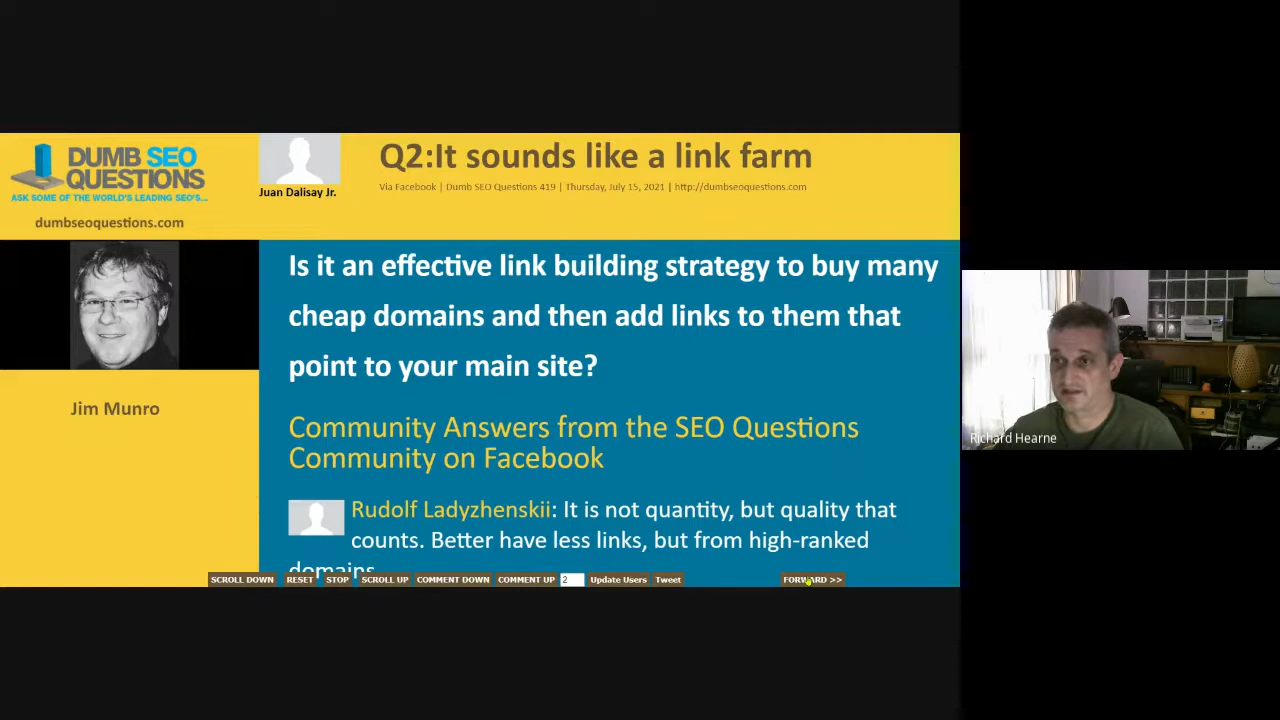 DUMB SEO
QUESTIONS
ASK SOME OF THE WORLD'S LEADING SEO'S...
dumbseoquestions.com
Juan Dalisay Jr.
Q2:It sounds like a link farm
Via Facebook | Dumb SEO Questions 419 | Thursday, July 15, 2021 | http://dumbseoquestions.com
Jim Munro
Is it an effective link building strategy to buy many
cheap domains and then add links to them that
point to your main site?
Community Answers from the SEO Questions
Community on Facebook
Rudolf Ladyzhenskii: It is not quantity, but quality that
counts. Better have less links, but from high-ranked
domains
SCROLL DOWN RESET STOP SCROLL UP COMMENT DOWN COMMENT UP 2 Update Users Tweet FORWARD >>
Richard Hearne